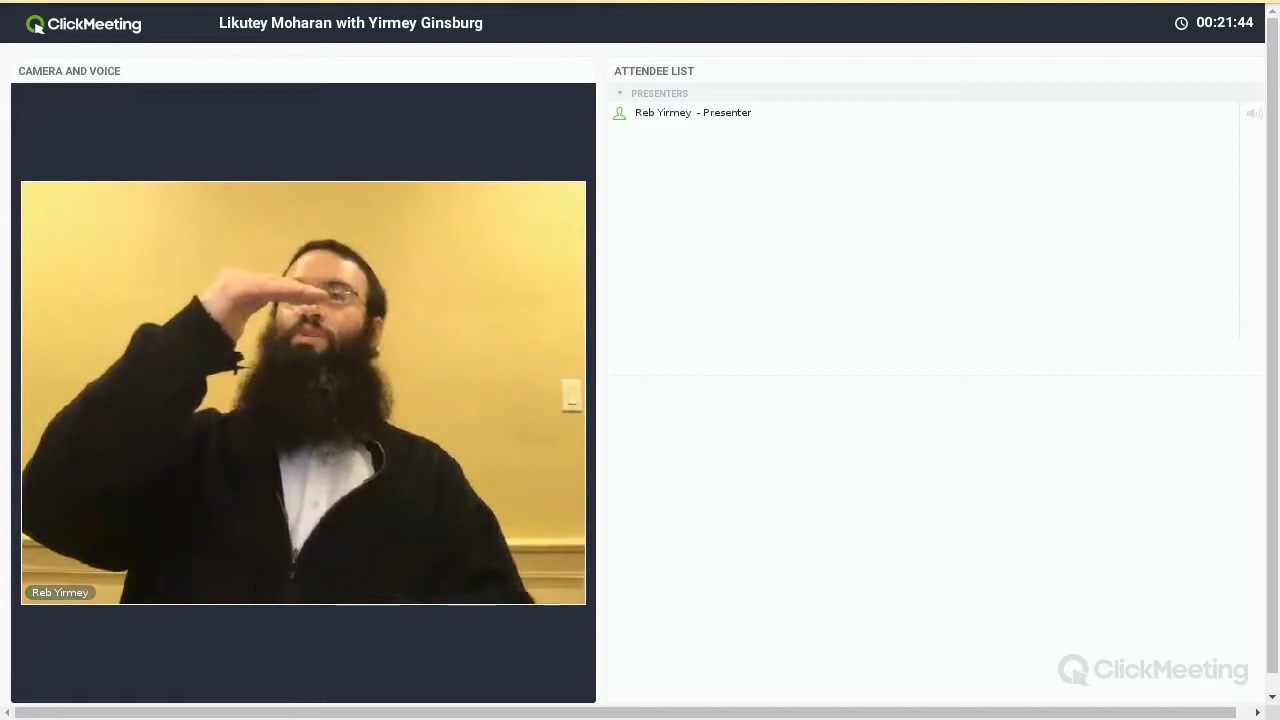 ClickMeeting
Likutey Moharan with Yirmey Ginsburg
00:21:44
CAMERA AND VOICE
ATTENDEE LIST
PRESENTERS
Reb Yirmey - Presenter
Reb Yirmey
ClickMeeting